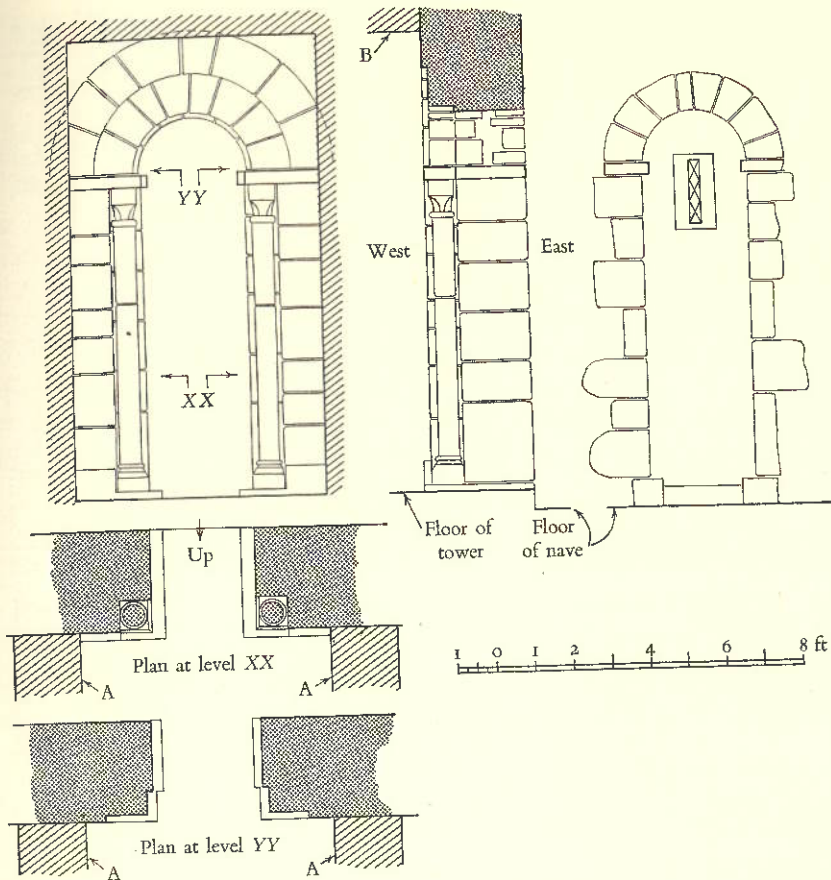 B
YY
West
East
XX
Floor of
tower
Floor
of nave
Up
Plan at level XX
A
A
1 0 1 2 4 6 8 ft
Plan at level YY
A
A